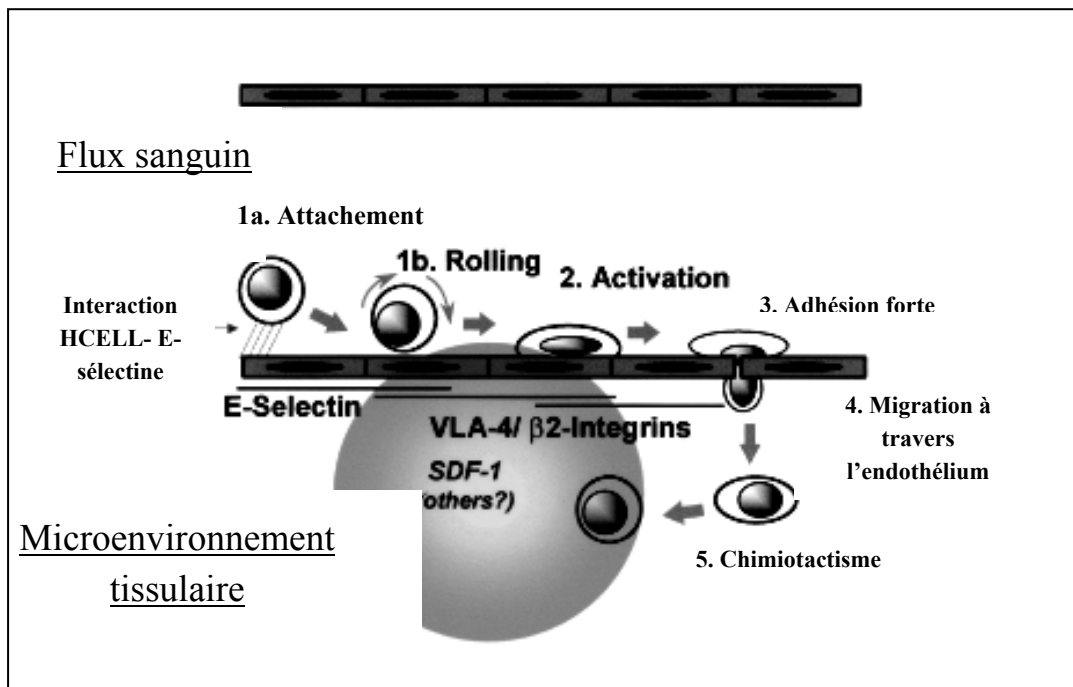 Flux sanguin
1a. Attachement
1b. Rolling
2. Activation
3. Adhésion forte
Interaction
HCELL- E-
sélectine
E-Selectin
VLA-4/ β2-Integrins
4. Migration à
travers
l’endothélium
SDF-1
others?)
Microenvironnement
tissulaire
5. Chimiotactisme